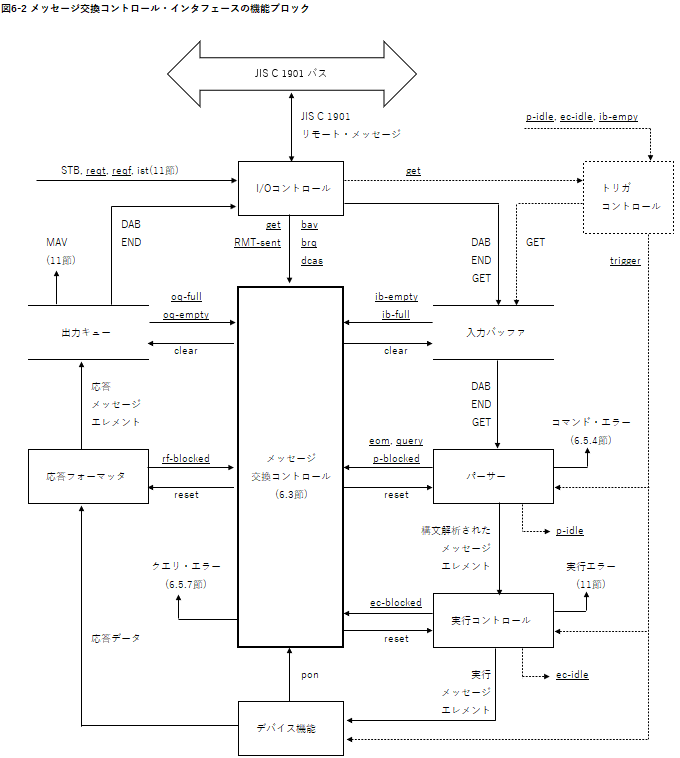 図6-2 メッセージ交換コントロール・インタフェースの機能ブロック
JIS C 1901 バス
JIS C 1901
リモート・メッセージ
p-idle, ec-idle, ib-empy
STB, reqt, reqf, ist(11節)
I/Oコントロール
get
トリガ
コントロール
DAB
END
MAV
(11節)
get
RMT-sent
bav
brq
dcas
DAB
END
GET
GET
trigger
oq-full
oq-empty
clear
ib-empty
ib-full
clear
出力キュー
入力バッファ
応答
メッセージ
エレメント
DAB
END
GET
コマンド・エラー
(6.5.4節)
eom, query
p-blocked
reset
rf-blocked
reset
応答フォーマッタ
メッセージ
交換コントロール
(6.3節)
パーサー
p-idle
構文解析された
メッセージ
エレメント
クエリ・エラー
(6.5.7節)
実行エラー
(11節)
ec-blocked
reset
実行コントロール
応答データ
pon
ec-idle
実行
メッセージ
エレメント
デバイス機能